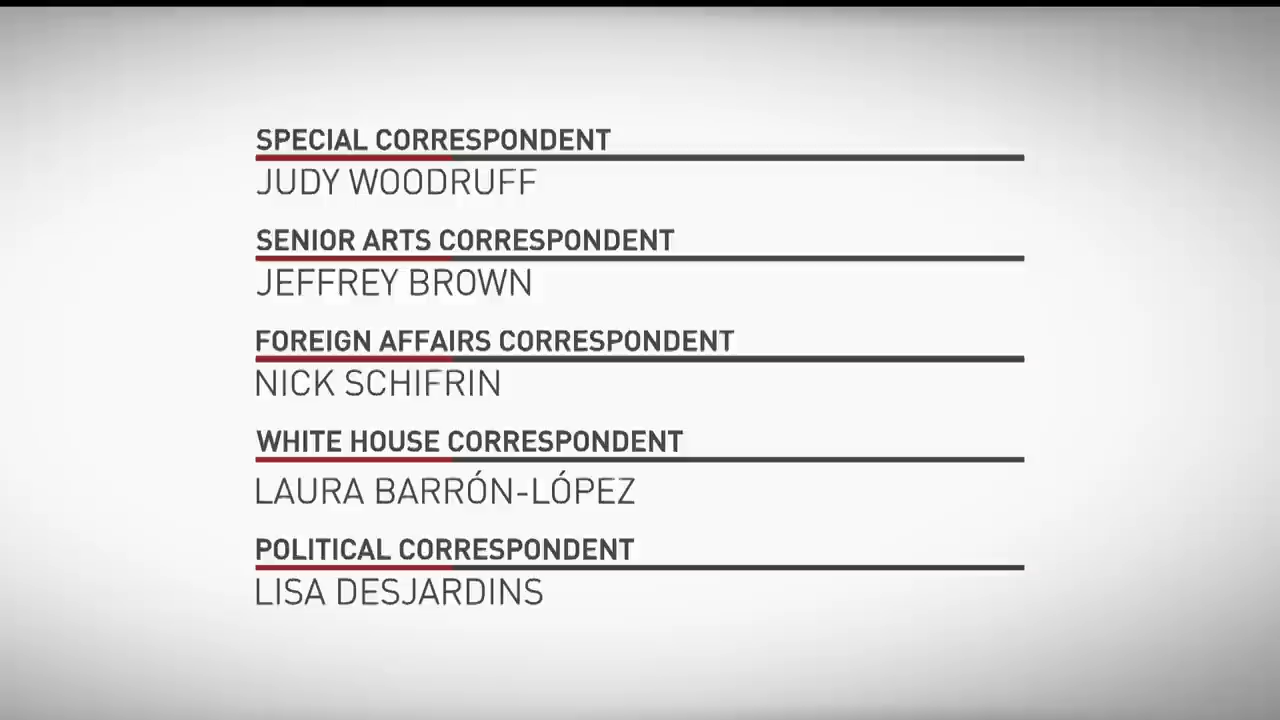 SPECIAL CORRESPONDENT
JUDY WOODRUFF
SENIOR ARTS CORRESPONDENT
JEFFREY BROWN
FOREIGN AFFAIRS CORRESPONDENT
NICK SCHIFRIN
WHITE HOUSE CORRESPONDENT
LAURA BARRÓN-LÓPEZ
POLITICAL CORRESPONDENT
LISA DESJARDINS